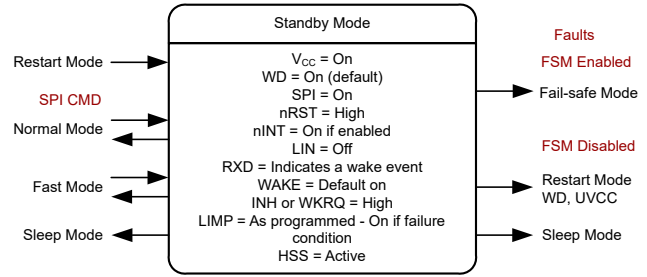 Standby Mode
Restart Mode
SPI CMD
Normal Mode
Fast Mode
Sleep Mode
V_CC = On
WD = On (default)
SPI = On
nRST = High
nINT = On if enabled
LIN = Off
RXD = Indicates a wake event
WAKE = Default on
INH or WKRQ = High
LIMP = As programmed - On if failure
condition
HSS = Active
Faults
FSM Enabled
Fail-safe Mode
FSM Disabled
Restart Mode
WD, UVCC
Sleep Mode